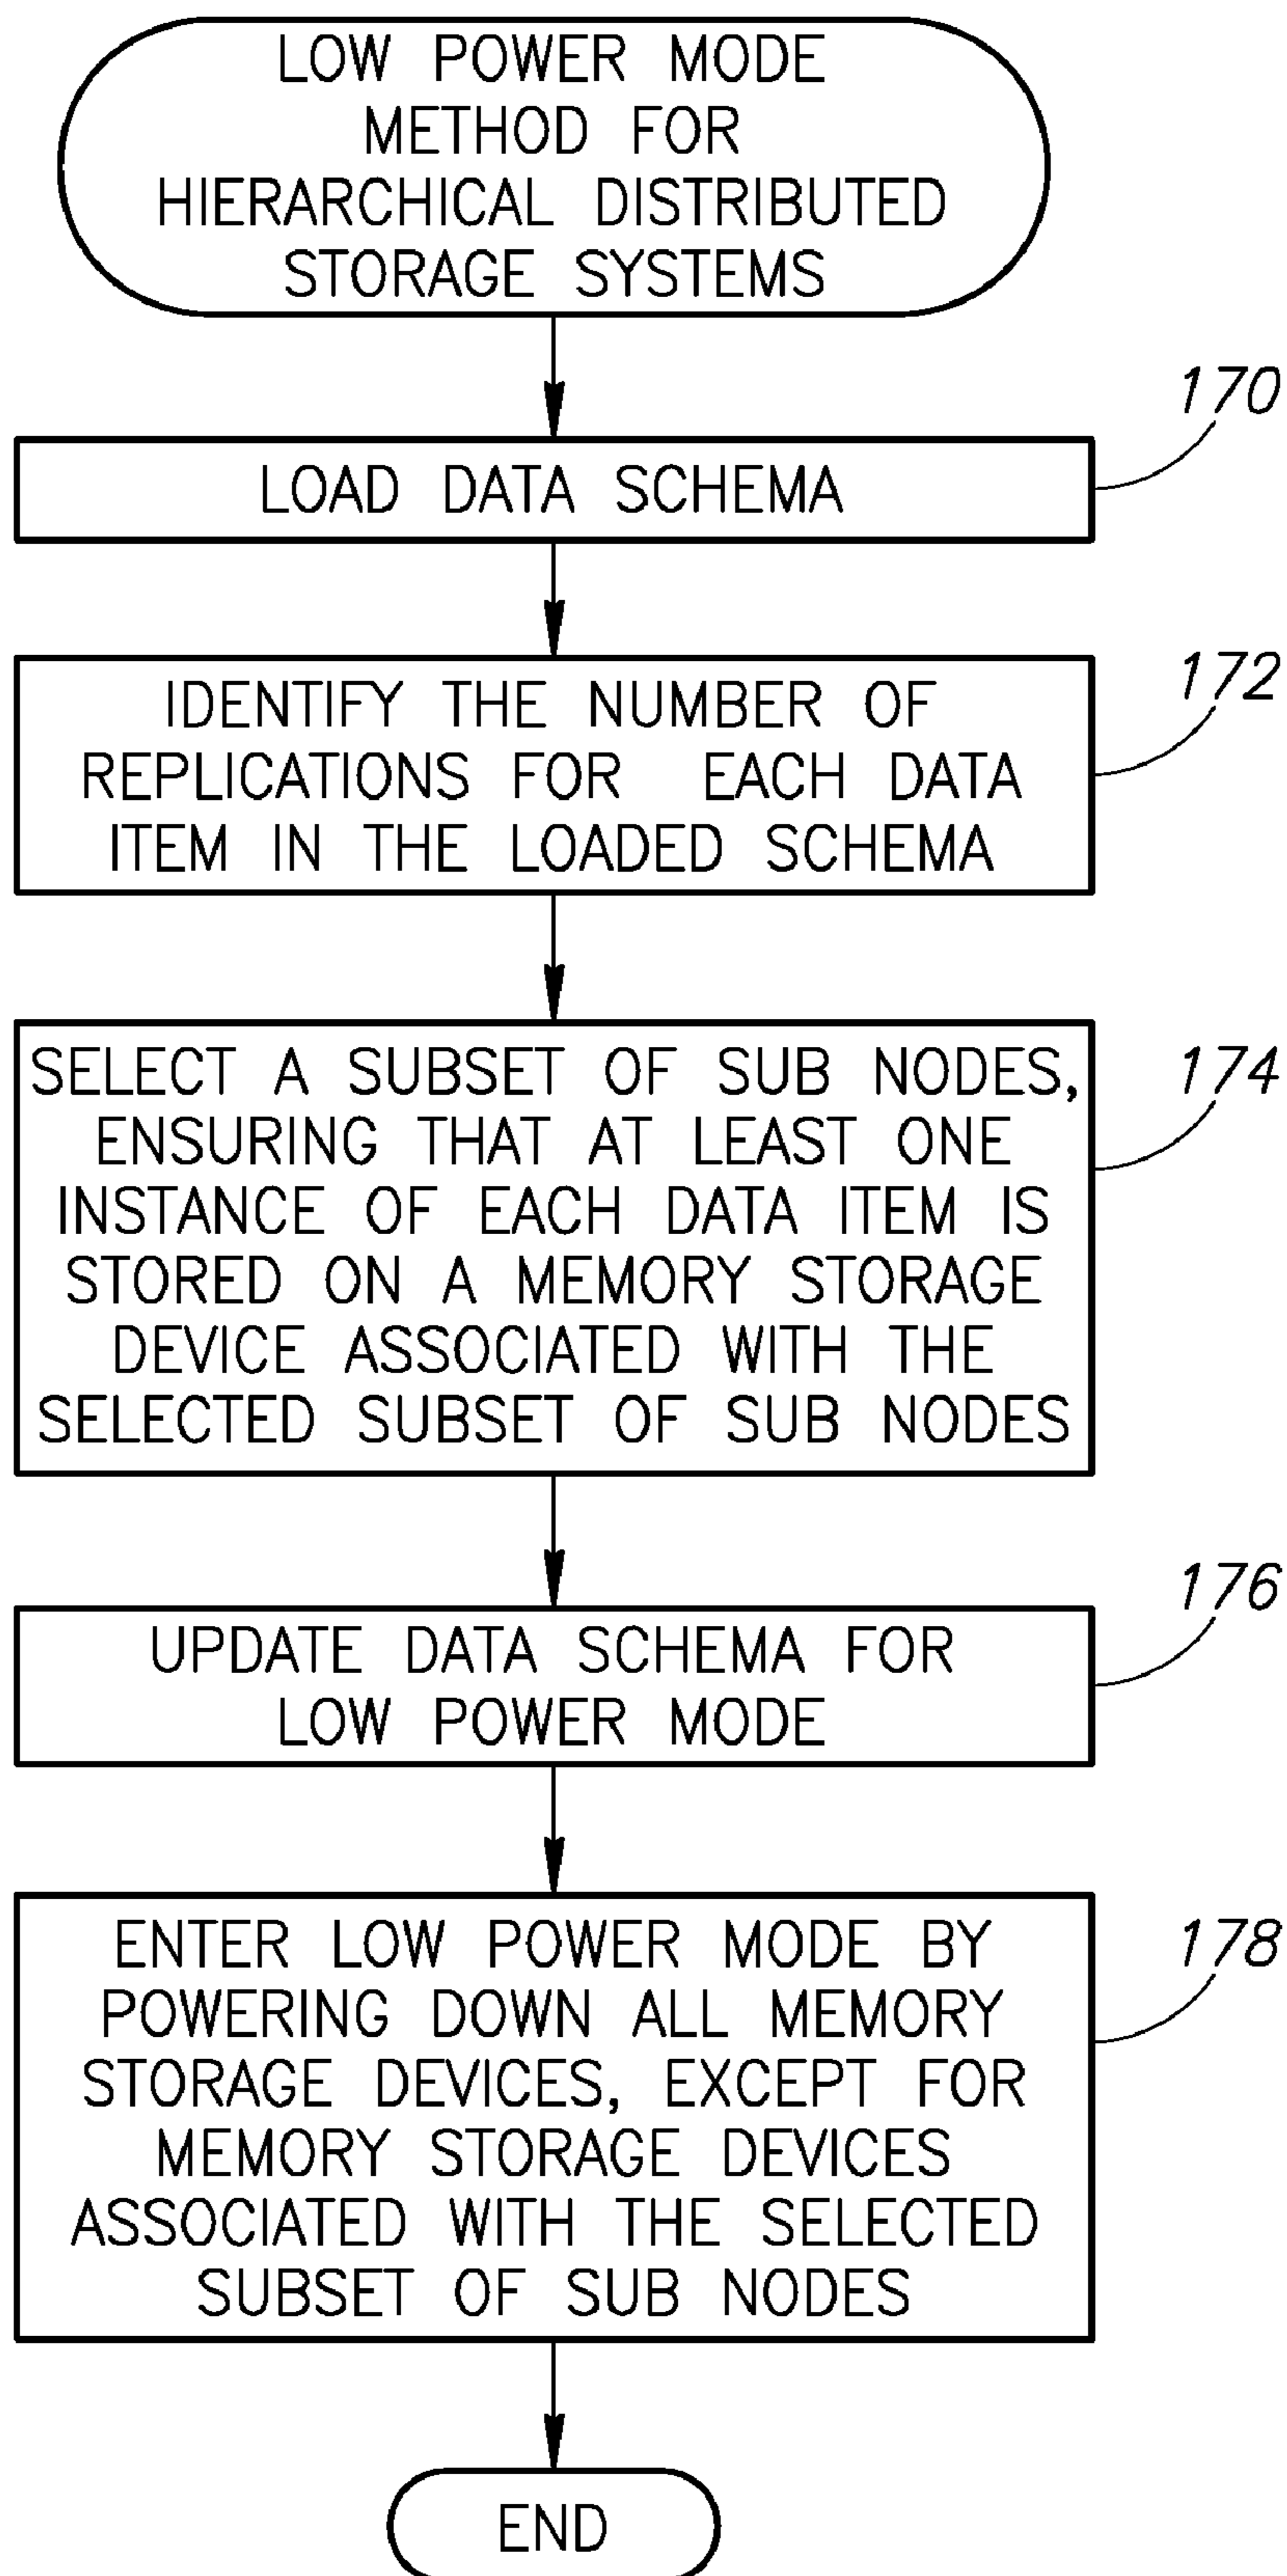 LOW POWER MODE
METHOD FOR
HIERARCHICAL DISTRIBUTED
STORAGE SYSTEMS
170
LOAD DATA SCHEMA
172
IDENTIFY THE NUMBER OF
REPLICATIONS FOR EACH DATA
ITEM IN THE LOADED SCHEMA
174
SELECT A SUBSET OF SUB NODES,
ENSURING THAT AT LEAST ONE
INSTANCE OF EACH DATA ITEM IS
STORED ON A MEMORY STORAGE
DEVICE ASSOCIATED WITH THE
SELECTED SUBSET OF SUB NODES
176
UPDATE DATA SCHEMA FOR
LOW POWER MODE
178
ENTER LOW POWER MODE BY
POWERING DOWN ALL MEMORY
STORAGE DEVICES, EXCEPT FOR
MEMORY STORAGE DEVICES
ASSOCIATED WITH THE SELECTED
SUBSET OF SUB NODES
END